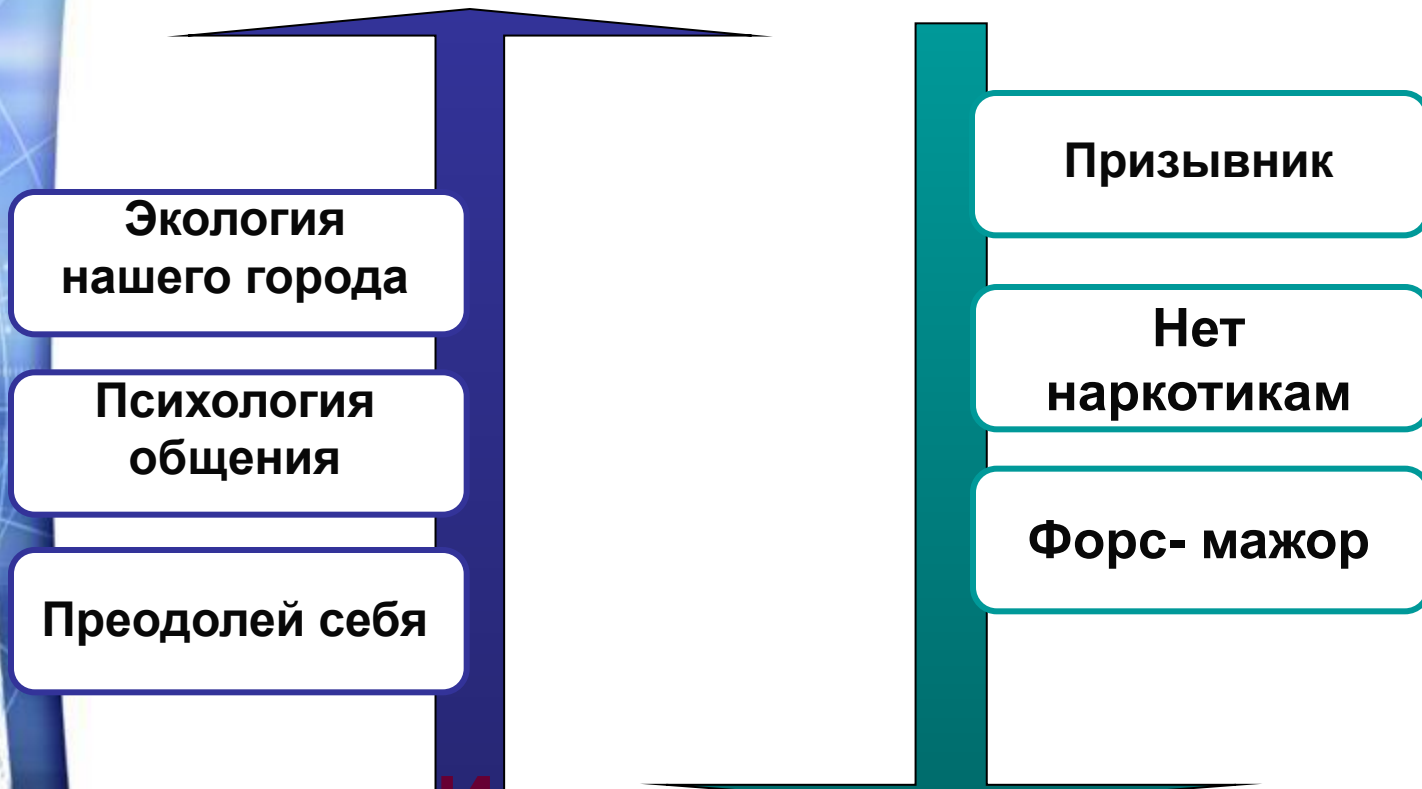 Экология
нашего города
Психология
общения
Преодолей себя
Призывник
Нет
наркотикам
Форс- мажор